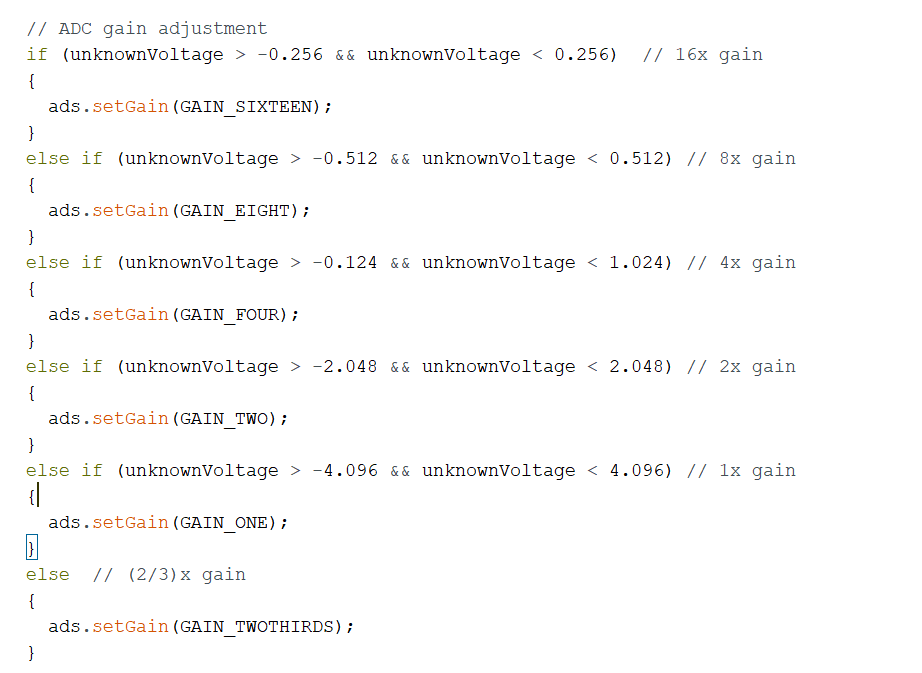 // ADC gain adjustment
if (unknownVoltage > -0.256 && unknownVoltage < 0.256)  // 16x gain
{
  ads.setGain(GAIN_SIXTEEN);
}
else if (unknownVoltage > -0.512 && unknownVoltage < 0.512) // 8x gain
{
  ads.setGain(GAIN_EIGHT);
}
else if (unknownVoltage > -0.124 && unknownVoltage < 1.024) // 4x gain
{
  ads.setGain(GAIN_FOUR);
}
else if (unknownVoltage > -2.048 && unknownVoltage < 2.048) // 2x gain
{
  ads.setGain(GAIN_TWO);
}
else if (unknownVoltage > -4.096 && unknownVoltage < 4.096) // 1x gain
{
  ads.setGain(GAIN_ONE);
}
else  // (2/3)x gain
{
  ads.setGain(GAIN_TWOTHIRDS);
}